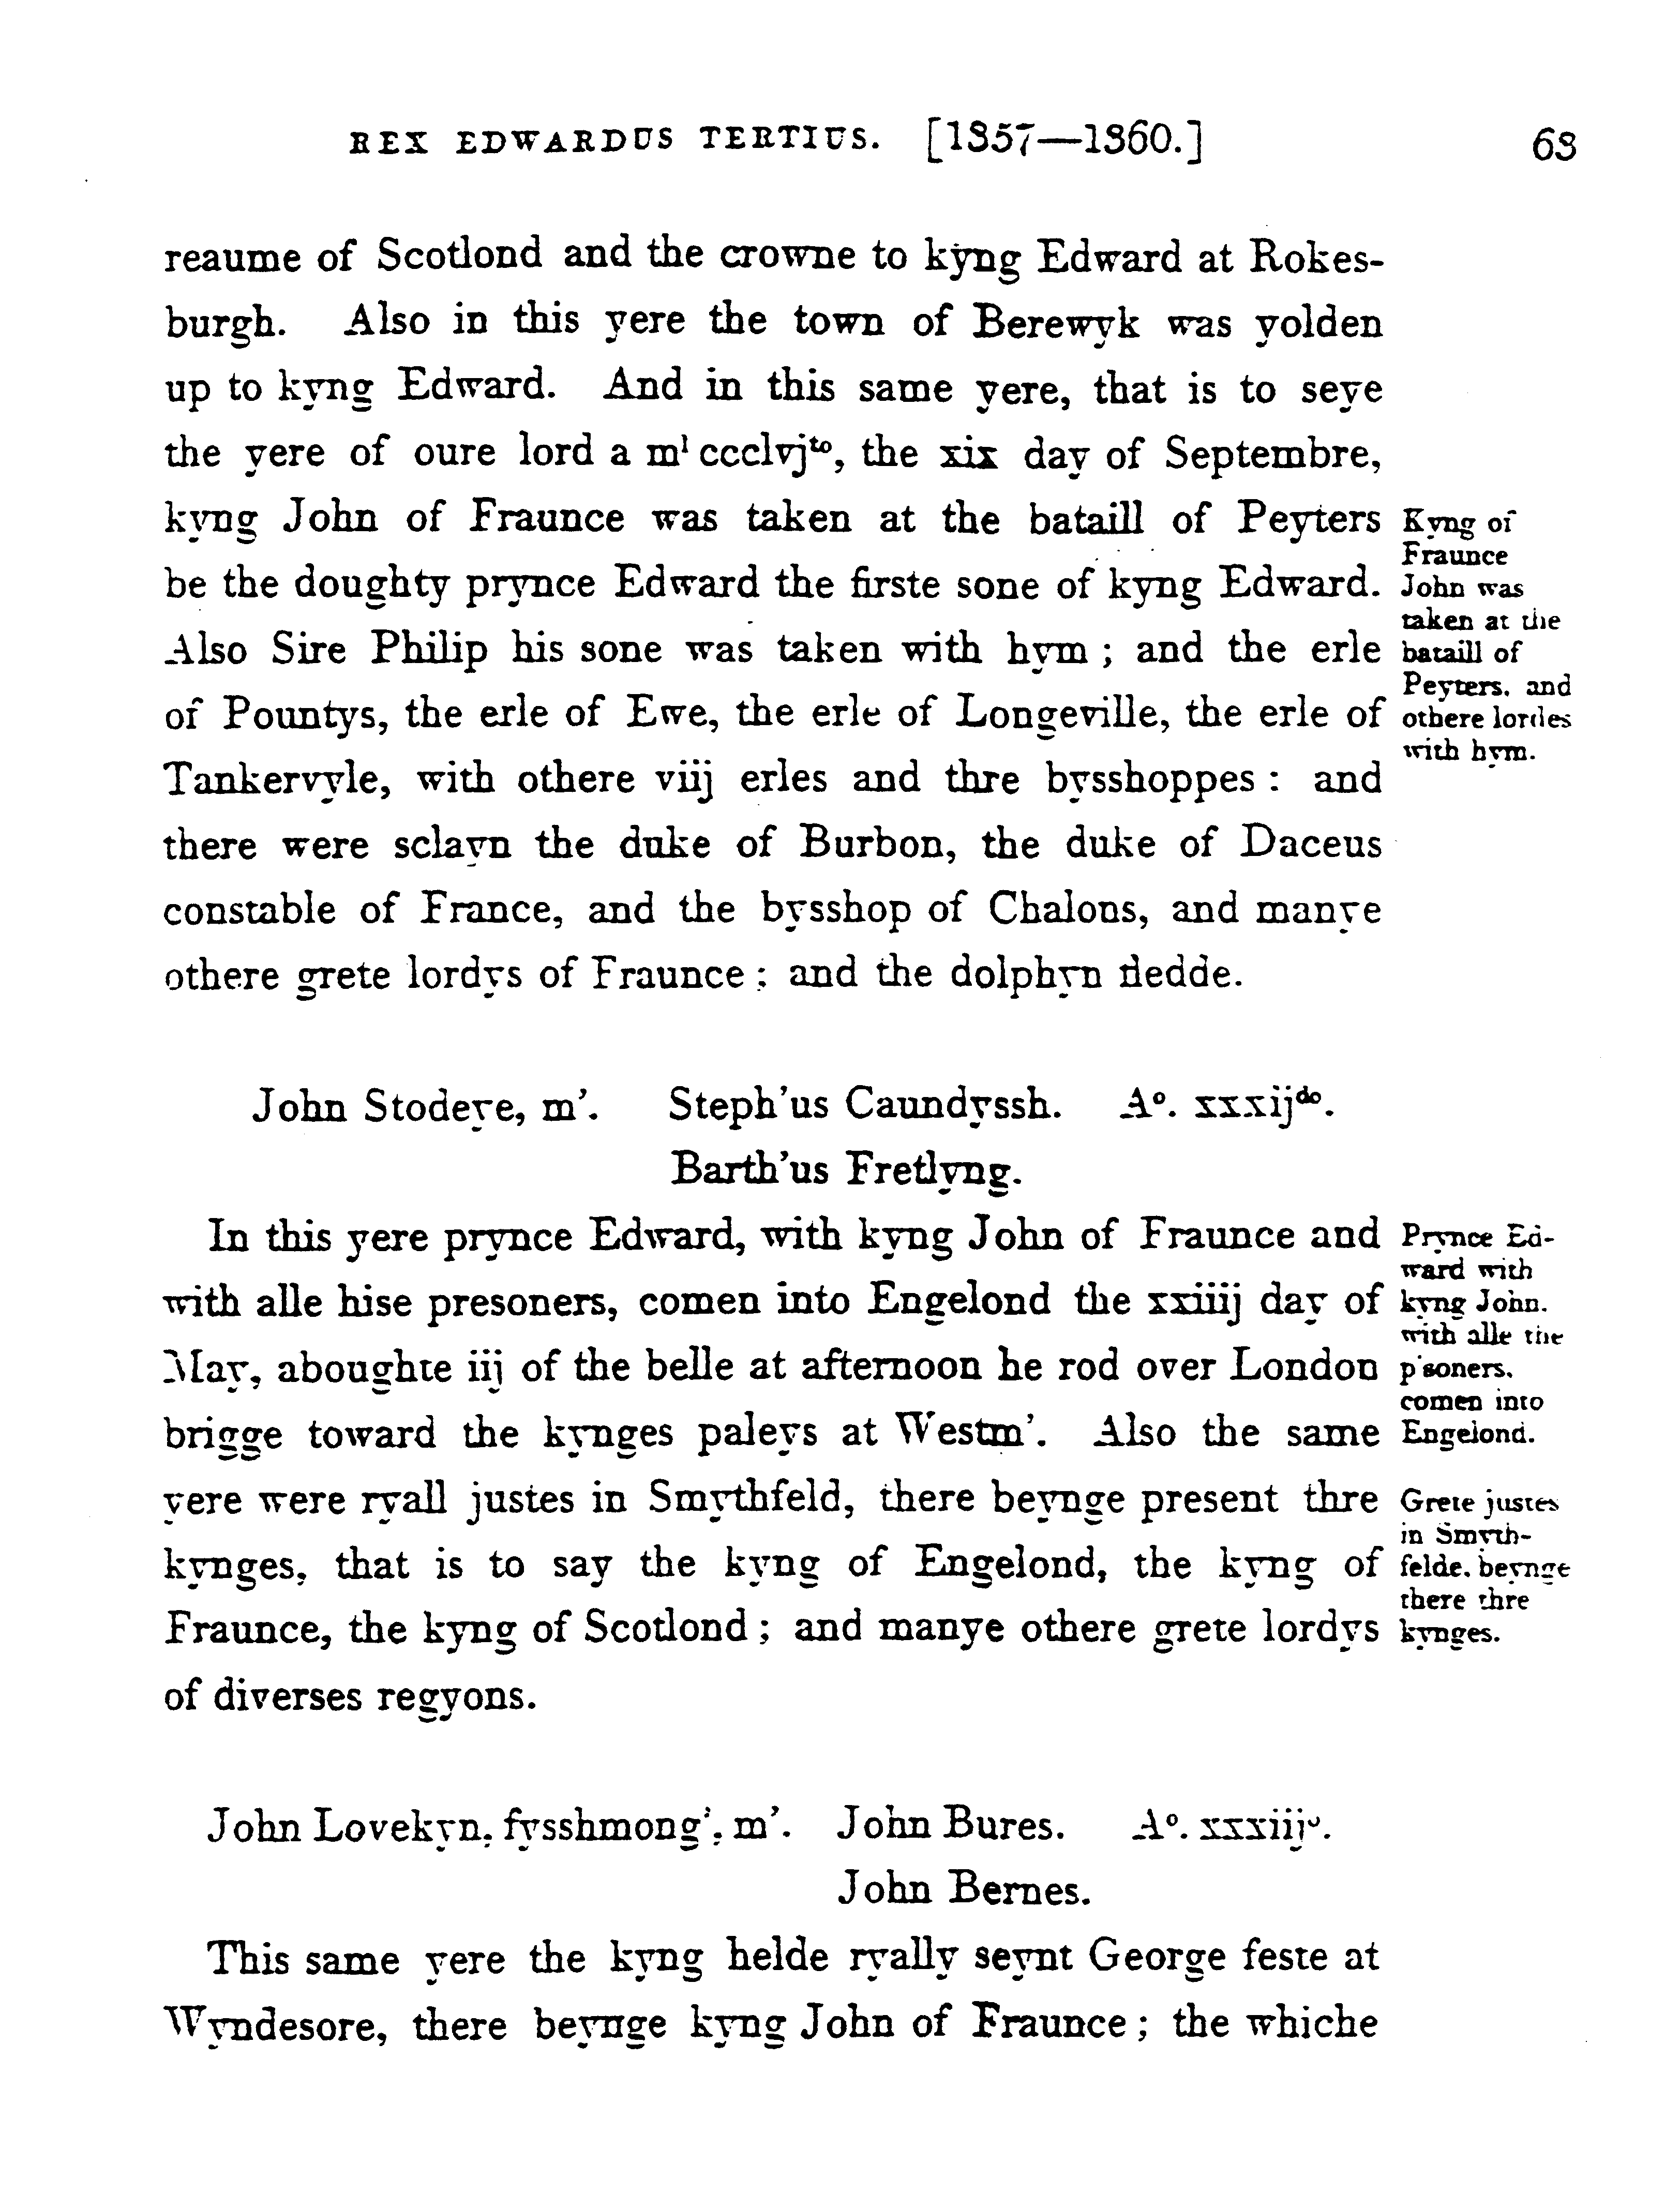 REX EDWARDUS TERTIUS. [1357—1360.] 63
reaume of Scotlond and the crowne to kyng Edward at Rokes-
burgh. Also in this yere the town of Berewyk was yolden
up to kyng Edward. And in this same yere, that is to seye
the yere of oure lord a mˡ ccclvjᵗᵒ, the xix day of Septembre,
kyng John of Fraunce was taken at the bataill of Peyters
be the doughty prynce Edward the firste sone of kyng Edward.
Also Sire Philip his sone was taken with hym; and the erle
of Pountys, the erle of Ewe, the erle of Longeville, the erle of
Tankervyle, with othere viij erles and thre bysshoppes: and
there were sclayn the duke of Burbon, the duke of Daceus
constable of France, and the bysshop of Chalons, and manye
othere grete lordys of Fraunce; and the dolphyn fledde.
Kyng of
Fraunce
John was
taken at the
bataill of
Peyters, and
othere lordes
with hym.
John Stodeye, m'. Steph'us Caundyssh. Aº. xxxijᵈᵒ.
Barth'us Fretlyng.
In this yere prynce Edward, with kyng John of Fraunce and
with alle hise presoners, comen into Engelond the xxiiij day of
May, aboughte iij of the belle at afternoon he rod over London
brigge toward the kynges paleys at Westm'. Also the same
yere were ryall justes in Smythfeld, there beynge present thre
kynges, that is to say the kyng of Engelond, the kyng of
Fraunce, the kyng of Scotlond; and manye othere grete lordys
of diverses regyons.
Prynce Ed-
ward with
kyng John,
with alle the
p'soners,
comen into
Engelond.
Grete justes
in Smyth-
felde, beynge
there thre
kynges.
John Lovekyn, fysshmong', m'. John Bures. Aº. xxxiijº.
John Bernes.
This same yere the kyng helde ryally seynt George feste at
Wyndesore, there beynge kyng John of Fraunce; the whiche